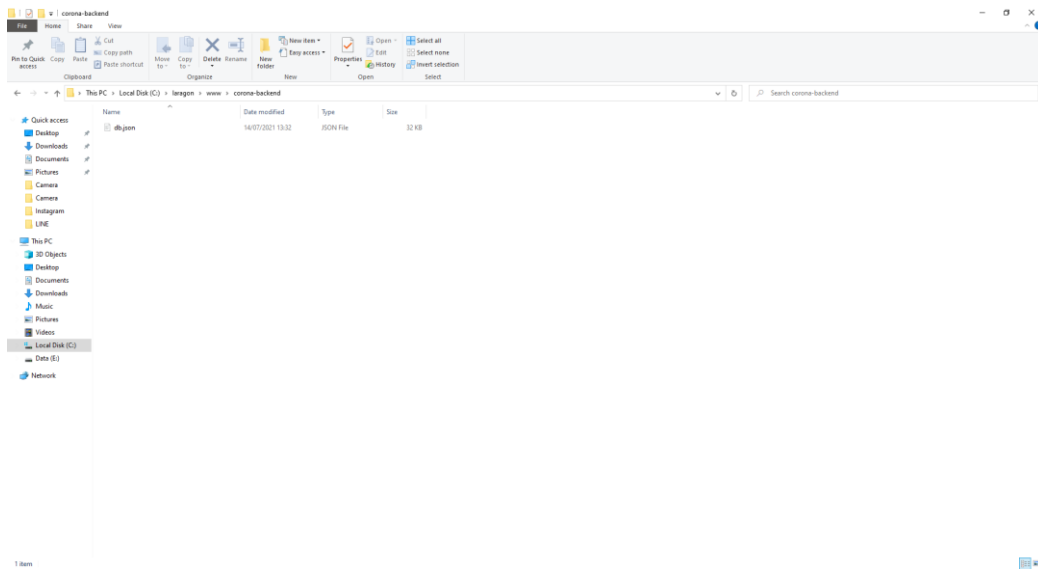 corona-backend
File Home Share View
Pin to Quick access
Copy
Paste
Cut
Copy path
Paste shortcut
Clipboard
Move to
Copy to
Delete
Rename
Organize
New folder
New item
Easy access
New
Properties
Open
Edit
History
Open
Select all
Select none
Invert selection
Select
This PC > Local Disk (C:) > laragon > www > corona-backend
Search corona-backend
Name Date modified Type Size
db.json 14/07/2021 13:32 JSON File 32 KB
Quick access
Desktop
Downloads
Documents
Pictures
Camera
Camera
Instagram
LINE
This PC
3D Objects
Desktop
Documents
Downloads
Music
Pictures
Videos
Local Disk (C:)
Data (E:)
Network
1 item